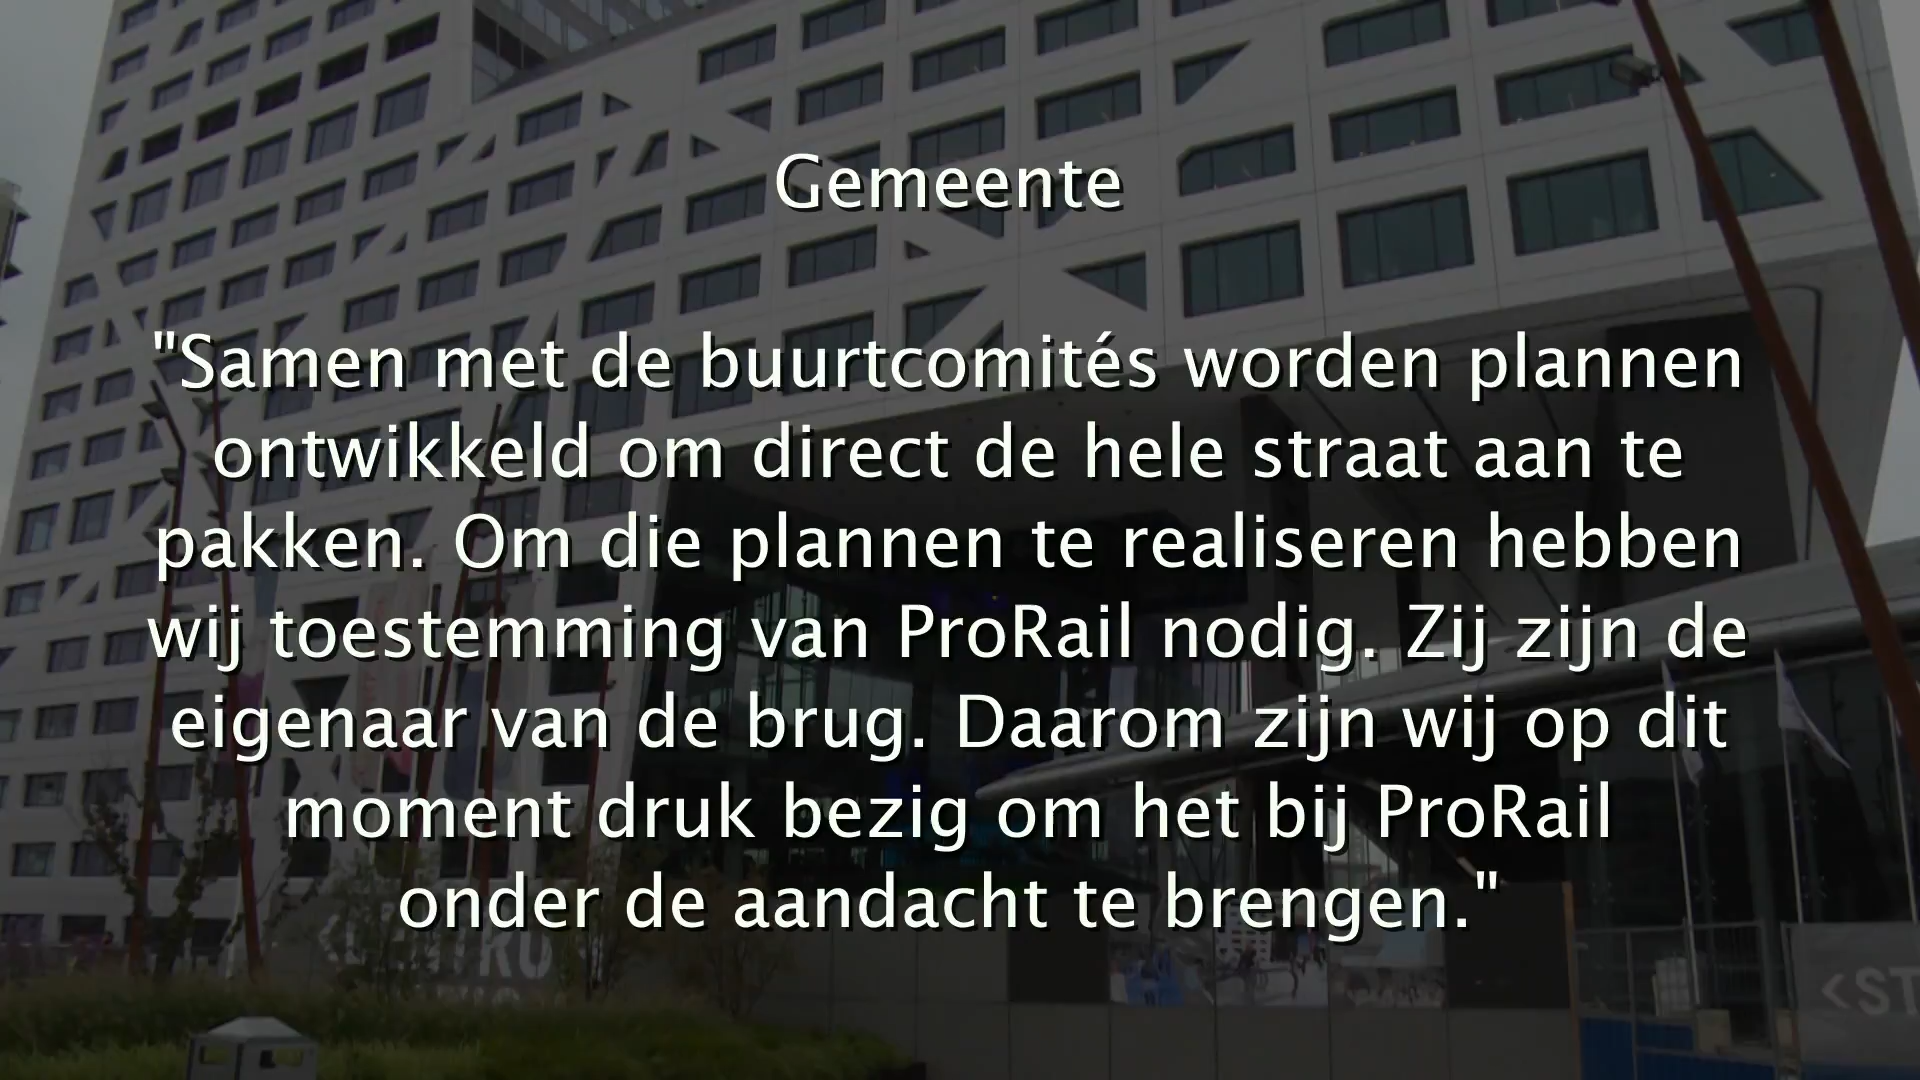 Gemeente
"Samen met de buurtcomités worden plannen
ontwikkeld om direct de hele straat aan te
pakken. Om die plannen te realiseren hebben
wij toestemming van ProRail nodig. Zij zijn de
eigenaar van de brug. Daarom zijn wij op dit
moment druk bezig om het bij ProRail
onder de aandacht te brengen."
<ST